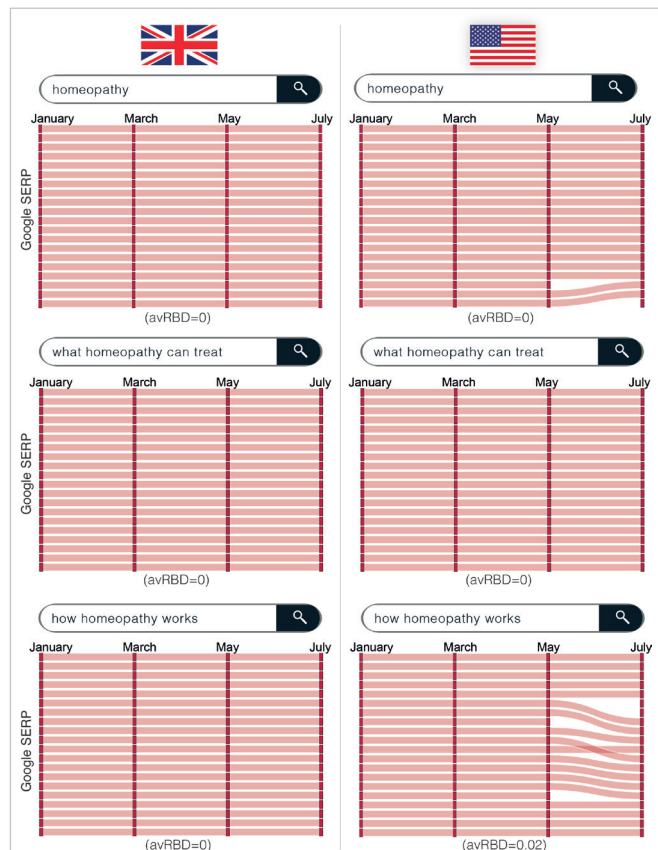 homeopathy
January March May July
Google SERP
(avRBD=0)
homeopathy
January March May July
(avRBD=0)
what homeopathy can treat
January March May July
Google SERP
(avRBD=0)
what homeopathy can treat
January March May July
(avRBD=0)
how homeopathy works
January March May July
Google SERP
(avRBD=0)
how homeopathy works
January March May July
(avRBD=0.02)